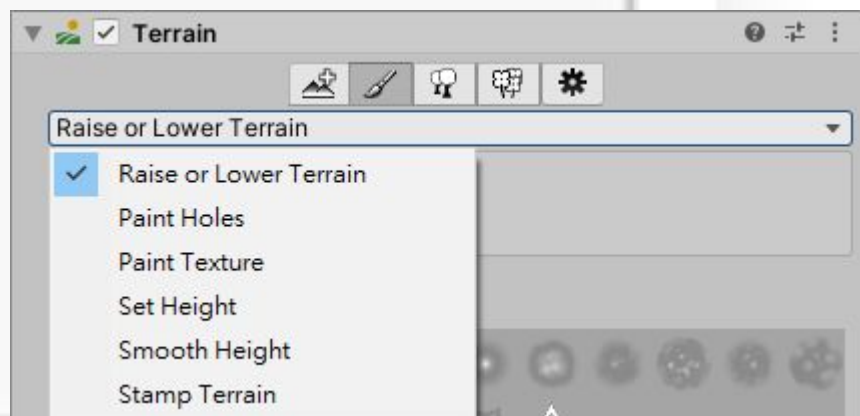 Terrain
Raise or Lower Terrain
Raise or Lower Terrain
Paint Holes
Paint Texture
Set Height
Smooth Height
Stamp Terrain